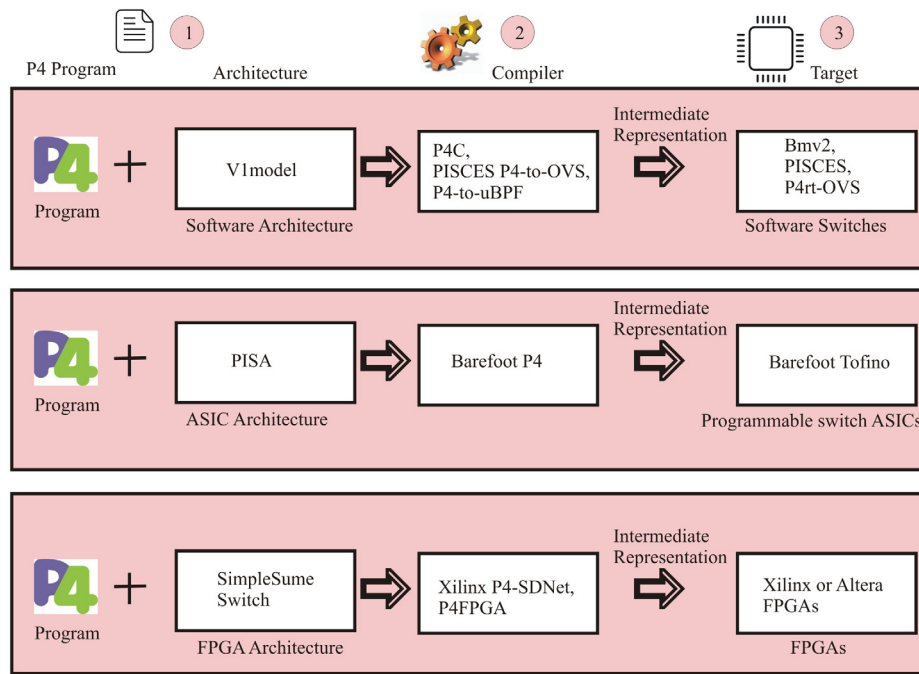 1
2
3
P4 Program
Architecture
Compiler
Target
P4
Program
+
V1model
Software Architecture
P4C,
PISCES P4-to-OVS,
P4-to-uBPF
Intermediate
Representation
Bmv2,
PISCES,
P4rt-OVS
Software Switches
P4
Program
+
PISA
ASIC Architecture
Barefoot P4
Intermediate
Representation
Barefoot Tofino
Programmable switch ASICs
P4
Program
+
SimpleSume
Switch
FPGA Architecture
Xilinx P4-SDNet,
P4FPGA
Intermediate
Representation
Xilinx or Altera
FPGAs
FPGAs